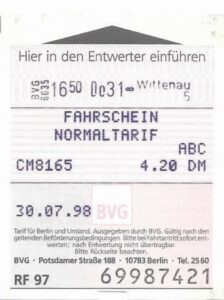 Hier in den Entwerter einführen
BVG 6635 1650 0631 Wittenau 5
FAHRSCHEIN
NORMALTARIF
ABC
CM8165 4.20 DM
30.07.98 BVG
Tarif für Berlin und Umland. Ausgegeben durch BVG. Gültig nach den
geltenden Beförderungsbedingungen. Bitte bei Fahrtantritt sofort ent-
werten; nach Entwertung nicht übertragbar.
Bitte Rückseite beachten.
BVG · Potsdamer Straße 188 · 10783 Berlin · Tel. 25 60
RF 97 69987421